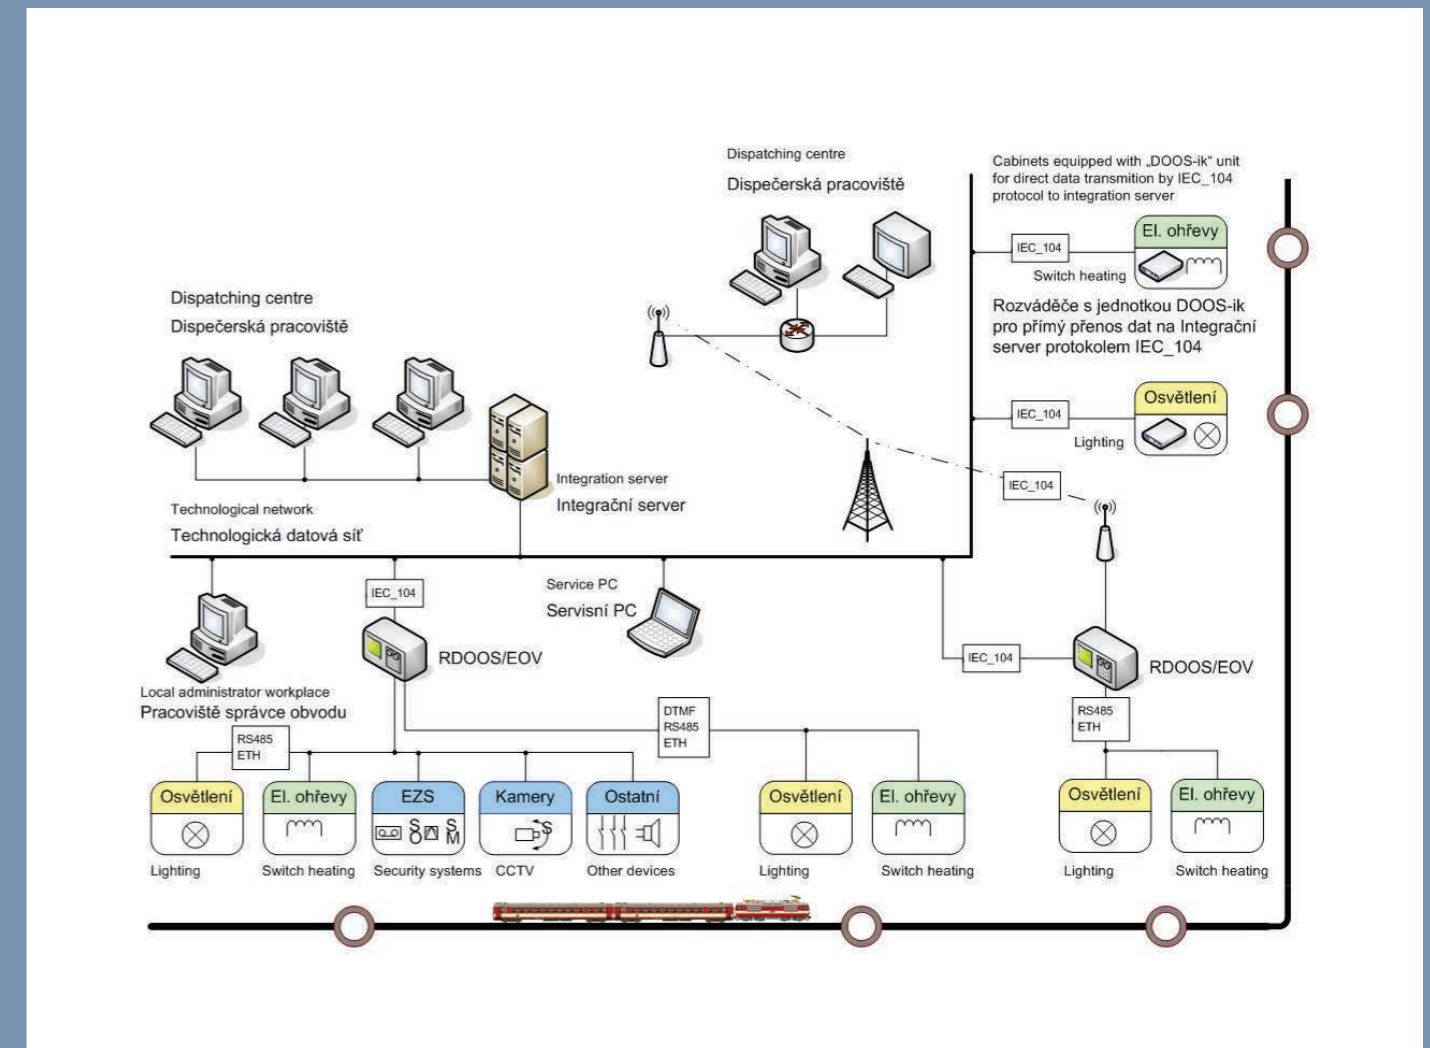 Dispatching centre
Dispečerská pracoviště
Cabinets equipped with „DOOS-ik“ unit
for direct data transmition by IEC_104
protocol to integration server
IEC_104
El. ohřevy
Switch heating
Rozváděče s jednotkou DOOS-ik
pro přímý přenos dat na Integrační
server protokolem IEC_104
Dispatching centre
Dispečerská pracoviště
IEC_104
Osvětlení
Lighting
Integration server
Integrační server
IEC_104
Technological network
Technologická datová síť
IEC_104
Service PC
Servisní PC
RDOOS/EOV
IEC_104
RDOOS/EOV
Local administrator workplace
Pracoviště správce obvodu
RS485
ETH
DTMF
RS485
ETH
RS485
ETH
Osvětlení
El. ohřevy
EZS
Kamery
Ostatní
Osvětlení
El. ohřevy
Osvětlení
El. ohřevy
S
O
S
M
S
Lighting
Switch heating
Security systems
CCTV
Other devices
Lighting
Switch heating
Lighting
Switch heating